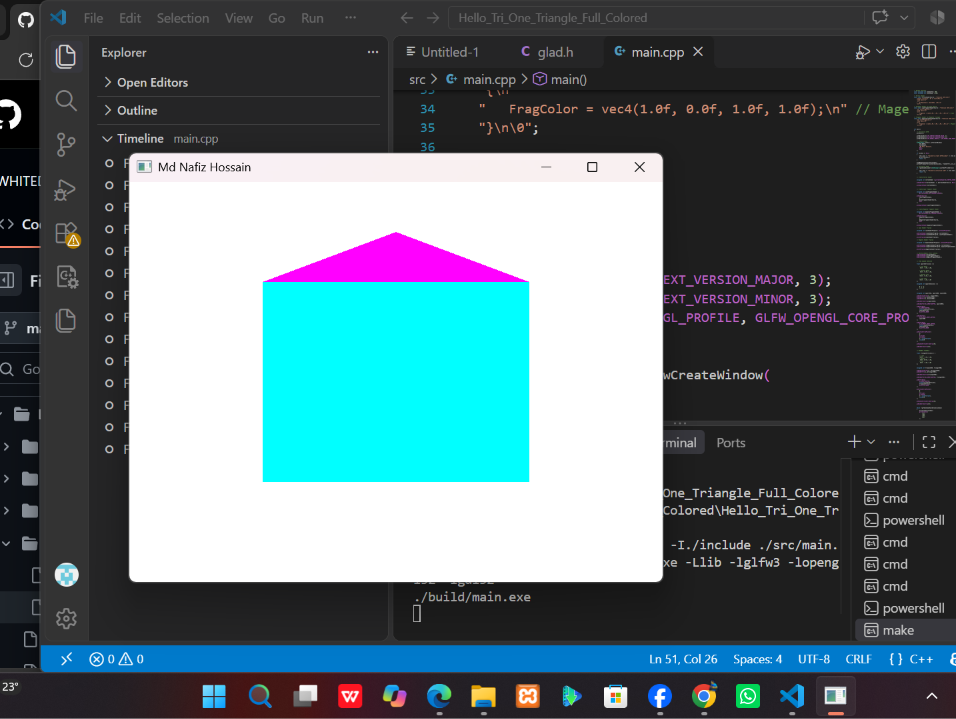 File Edit Selection View Go Run ···
Hello_Tri_One_Triangle_Full_Colored
Explorer
Untitled-1
glad.h
main.cpp
Open Editors
src > main.cpp > main()
Outline
34 " FragColor = vec4(1.0f, 0.0f, 1.0f, 1.0f);\n" // Mage
Timeline main.cpp
35 "}\n\0";
36
WHITE
Md Nafiz Hossain
EXT_VERSION_MAJOR, 3);
EXT_VERSION_MINOR, 3);
GL_PROFILE, GLFW_OPENGL_CORE_PRO
wCreateWindow(
Go
minal Ports
cmd
One_Triangle_Full_Colore
cmd
Colored\Hello_Tri_One_Tr
powershell
-I./include ./src/main.
cmd
xe -Llib -lglfw3 -lopeng
cmd
cmd
./build/main.exe
powershell
make
0 0
Ln 51, Col 26 Spaces: 4 UTF-8 CRLF { } C++
23°